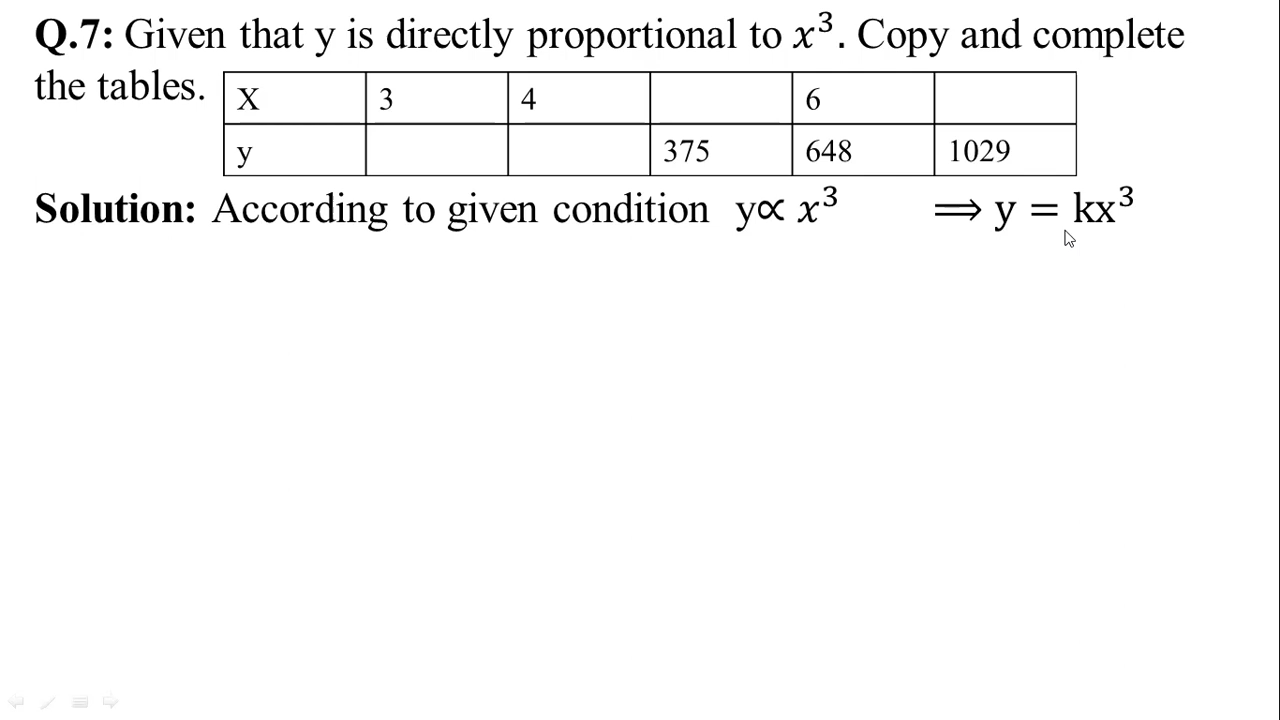 Q.7: Given that y is directly proportional to x³. Copy and complete
the tables.
X 3 4 6
y 375 648 1029
Solution: According to given condition y∝ x³ ⟹ y = kx³